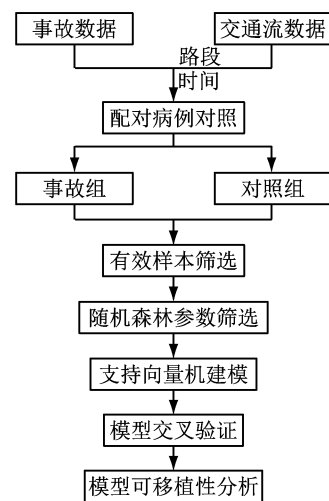 事故数据
交通流数据
路段
时间
配对病例对照
事故组
对照组
有效样本筛选
随机森林参数筛选
支持向量机建模
模型交叉验证
模型可移植性分析